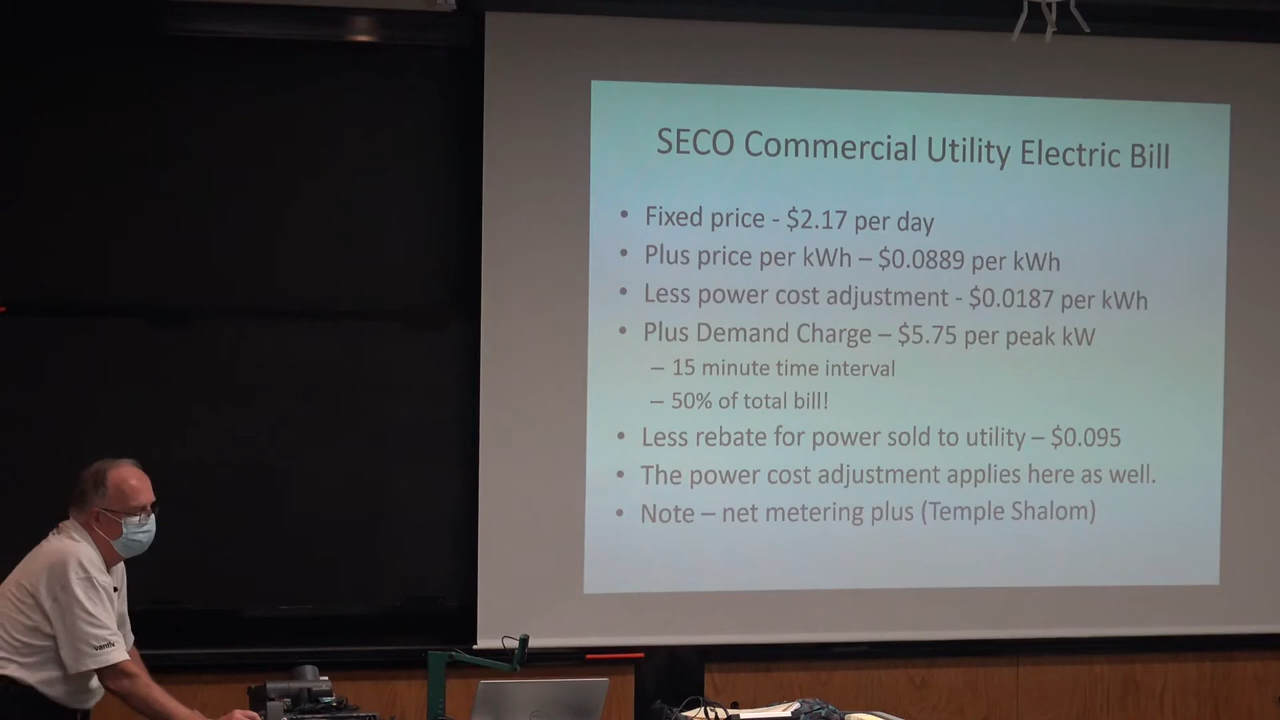 SECO Commercial Utility Electric Bill
• Fixed price - $2.17 per day
• Plus price per kWh – $0.0889 per kWh
• Less power cost adjustment - $0.0187 per kWh
• Plus Demand Charge – $5.75 per peak kW
– 15 minute time interval
– 50% of total bill!
• Less rebate for power sold to utility – $0.095
• The power cost adjustment applies here as well.
• Note – net metering plus (Temple Shalom)
vantiv